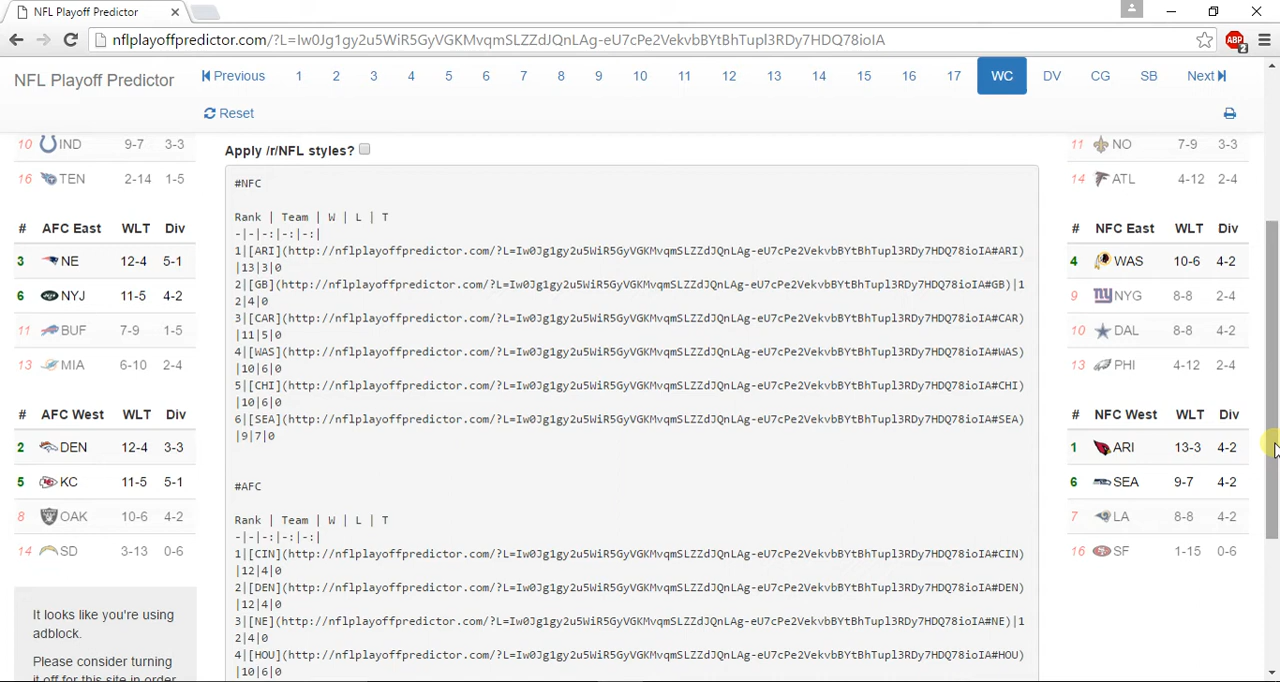 NFL Playoff Predictor
nflplayoffpredictor.com/?L=Iw0Jg1gy2u5WiR5GyVGKMvqmSLZZdJQnLAg-eU7cPe2VekvbBYtBhTupl3RDy7HDQ78ioIA
ABP
2
NFL Playoff Predictor
Previous 1 2 3 4 5 6 7 8 9 10 11 12 13 14 15 16 17 WC DV CG SB Next
Reset
10 IND 9-7 3-3
16 TEN 2-14 1-5
# AFC East WLT Div
3 NE 12-4 5-1
6 NYJ 11-5 4-2
11 BUF 7-9 1-5
13 MIA 6-10 2-4
# AFC West WLT Div
2 DEN 12-4 3-3
5 KC 11-5 5-1
8 OAK 10-6 4-2
14 SD 3-13 0-6
It looks like you're using
adblock.
Please consider turning
it off for this site in order
Apply /r/NFL styles?
#NFC
Rank | Team | W | L | T
-|-|-:|-:|-:|
1|[ARI](http://nflplayoffpredictor.com/?L=Iw0Jg1gy2u5WiR5GyVGKMvqmSLZZdJQnLAg-eU7cPe2VekvbBYtBhTupl3RDy7HDQ78ioIA#ARI)
|13|3|0
2|[GB](http://nflplayoffpredictor.com/?L=Iw0Jg1gy2u5WiR5GyVGKMvqmSLZZdJQnLAg-eU7cPe2VekvbBYtBhTupl3RDy7HDQ78ioIA#GB)|1
2|4|0
3|[CAR](http://nflplayoffpredictor.com/?L=Iw0Jg1gy2u5WiR5GyVGKMvqmSLZZdJQnLAg-eU7cPe2VekvbBYtBhTupl3RDy7HDQ78ioIA#CAR)
|11|5|0
4|[WAS](http://nflplayoffpredictor.com/?L=Iw0Jg1gy2u5WiR5GyVGKMvqmSLZZdJQnLAg-eU7cPe2VekvbBYtBhTupl3RDy7HDQ78ioIA#WAS)
|10|6|0
5|[CHI](http://nflplayoffpredictor.com/?L=Iw0Jg1gy2u5WiR5GyVGKMvqmSLZZdJQnLAg-eU7cPe2VekvbBYtBhTupl3RDy7HDQ78ioIA#CHI)
|10|6|0
6|[SEA](http://nflplayoffpredictor.com/?L=Iw0Jg1gy2u5WiR5GyVGKMvqmSLZZdJQnLAg-eU7cPe2VekvbBYtBhTupl3RDy7HDQ78ioIA#SEA)
|9|7|0
#AFC
Rank | Team | W | L | T
-|-|-:|-:|-:|
1|[CIN](http://nflplayoffpredictor.com/?L=Iw0Jg1gy2u5WiR5GyVGKMvqmSLZZdJQnLAg-eU7cPe2VekvbBYtBhTupl3RDy7HDQ78ioIA#CIN)
|12|4|0
2|[DEN](http://nflplayoffpredictor.com/?L=Iw0Jg1gy2u5WiR5GyVGKMvqmSLZZdJQnLAg-eU7cPe2VekvbBYtBhTupl3RDy7HDQ78ioIA#DEN)
|12|4|0
3|[NE](http://nflplayoffpredictor.com/?L=Iw0Jg1gy2u5WiR5GyVGKMvqmSLZZdJQnLAg-eU7cPe2VekvbBYtBhTupl3RDy7HDQ78ioIA#NE)|1
2|4|0
4|[HOU](http://nflplayoffpredictor.com/?L=Iw0Jg1gy2u5WiR5GyVGKMvqmSLZZdJQnLAg-eU7cPe2VekvbBYtBhTupl3RDy7HDQ78ioIA#HOU)
|10|6|0
11 NO 7-9 3-3
14 ATL 4-12 2-4
# NFC East WLT Div
4 WAS 10-6 4-2
9 NYG 8-8 2-4
10 DAL 8-8 4-2
13 PHI 4-12 2-4
# NFC West WLT Div
1 ARI 13-3 4-2
6 SEA 9-7 4-2
7 LA 8-8 4-2
16 SF 1-15 0-6